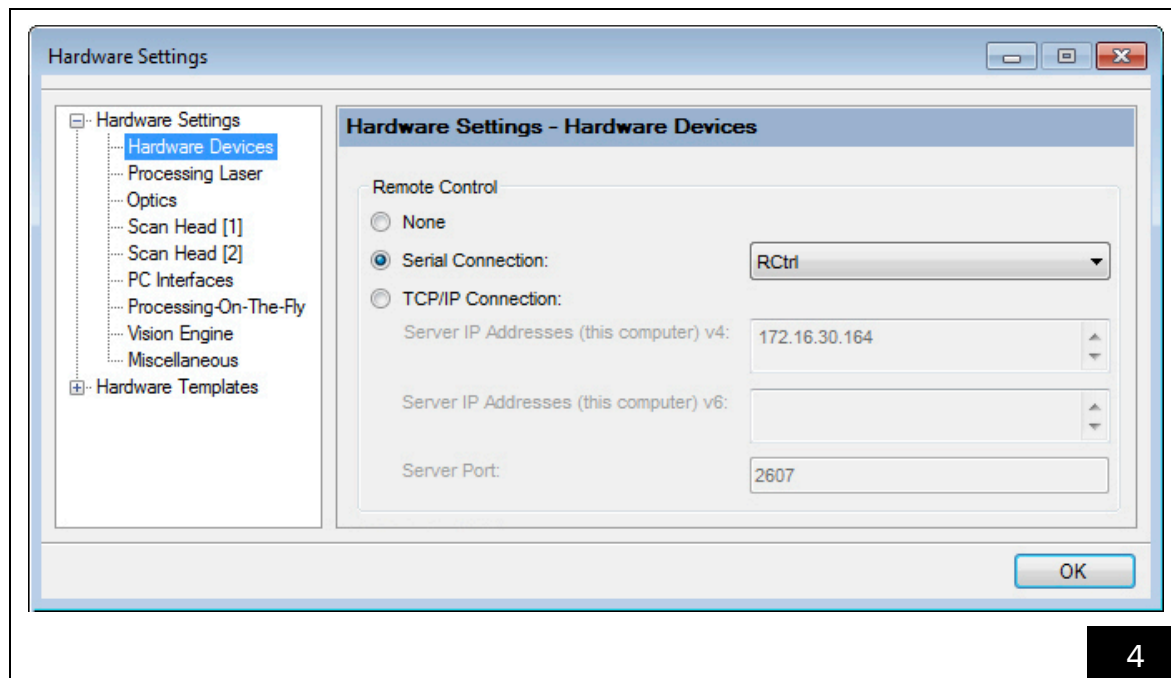 Hardware Settings
Hardware Settings
Hardware Devices
Processing Laser
Optics
Scan Head [1]
Scan Head [2]
PC Interfaces
Processing-On-The-Fly
Vision Engine
Miscellaneous
Hardware Templates
Hardware Settings - Hardware Devices
Remote Control
None
Serial Connection: RCtrl
TCP/IP Connection:
Server IP Addresses (this computer) v4: 172.16.30.164
Server IP Addresses (this computer) v6:
Server Port: 2607
OK
4